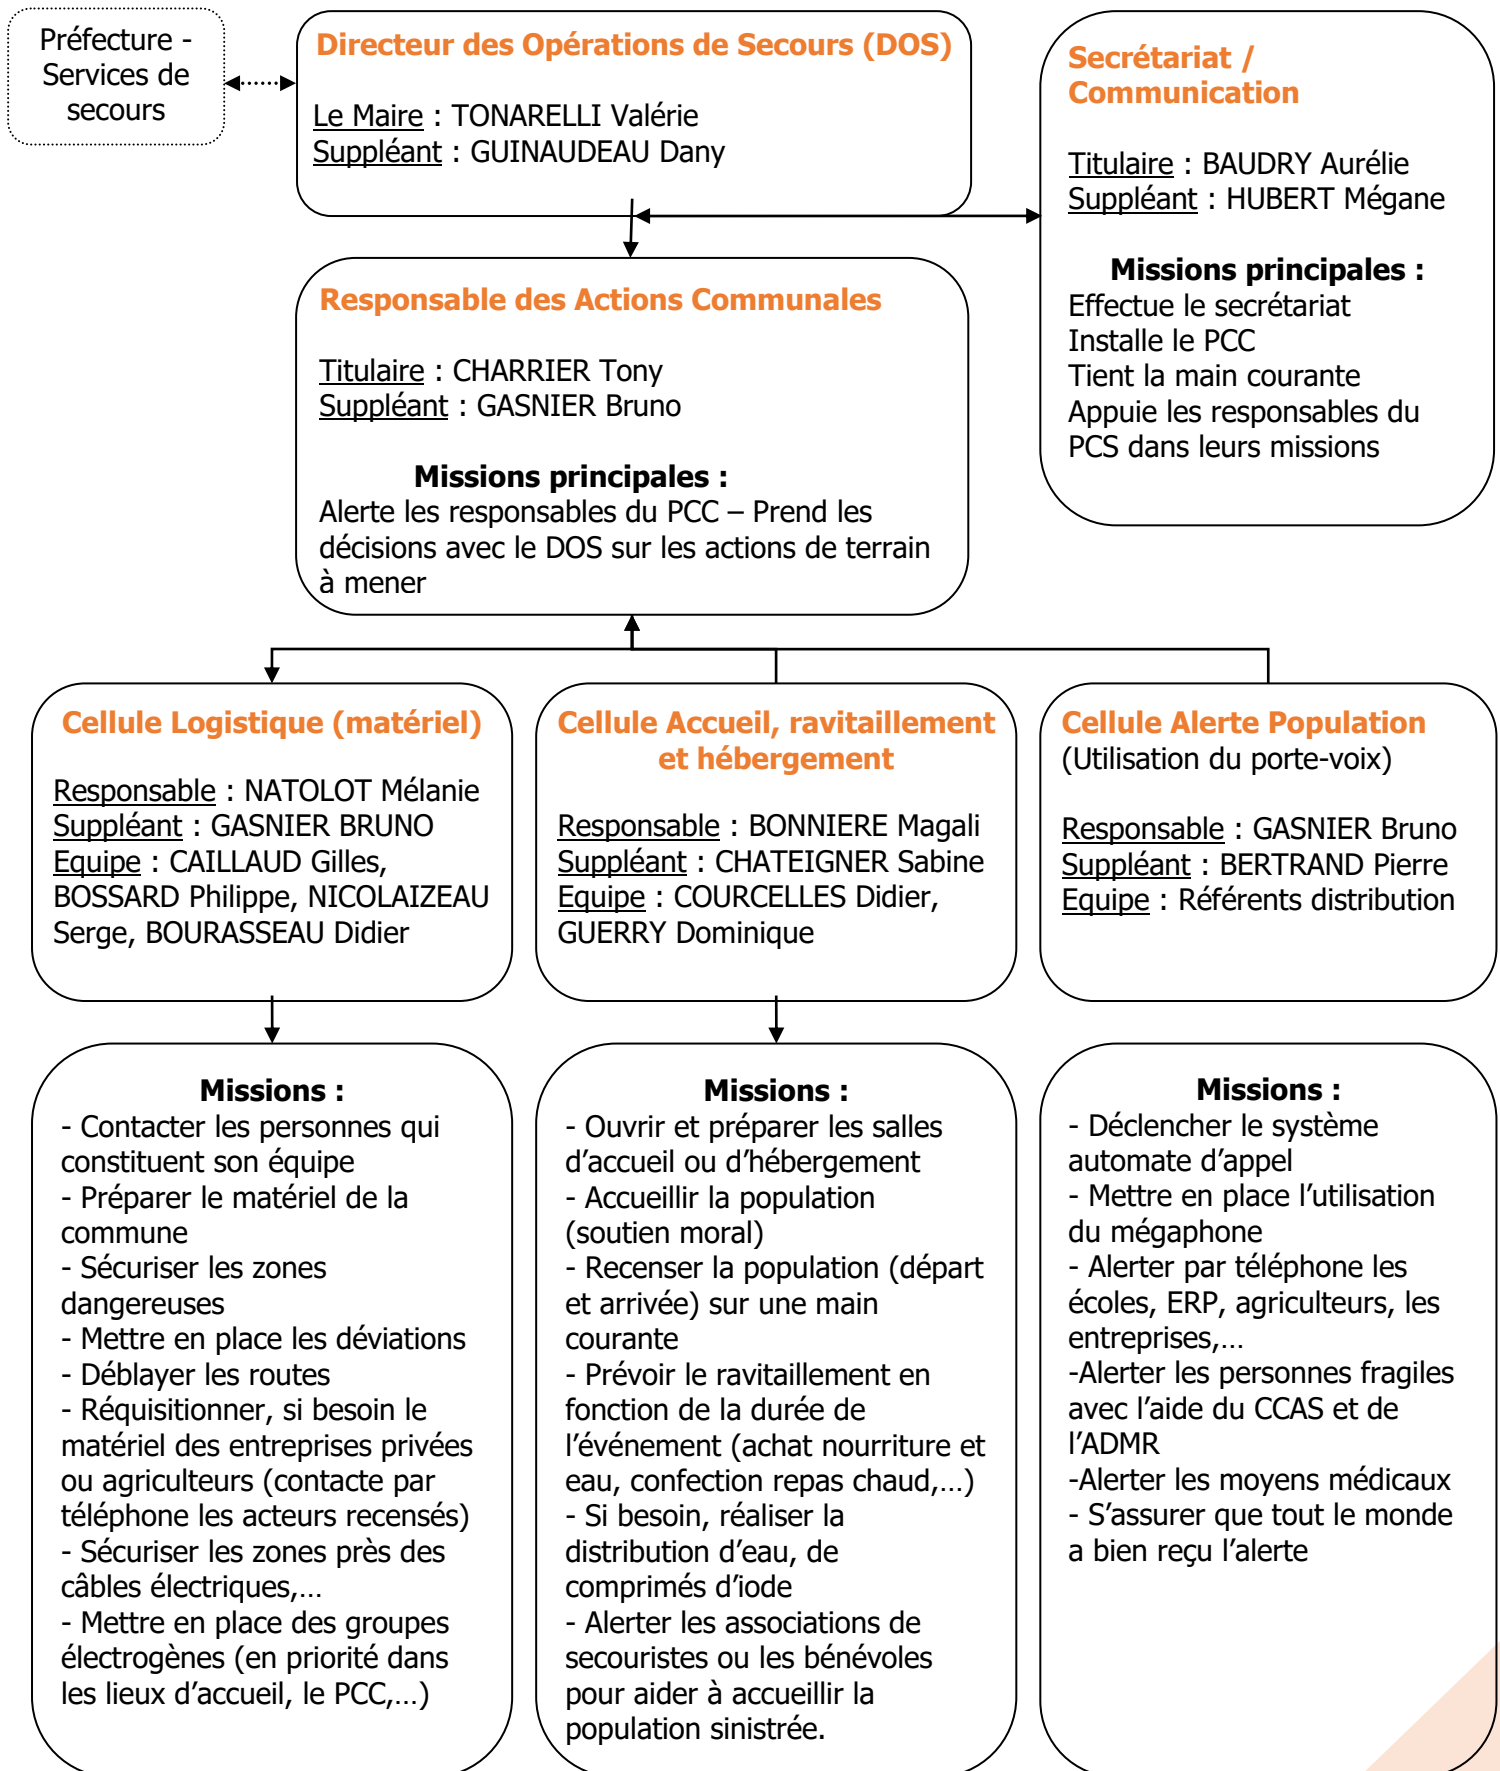 Préfecture -
Services de
secours
Directeur des Opérations de Secours (DOS)
Le Maire : TONARELLI Valérie
Suppléant : GUINAUDEAU Dany
Secrétariat /
Communication
Titulaire : BAUDRY Aurélie
Suppléant : HUBERT Mégane
Missions principales :
Effectue le secrétariat
Installe le PCC
Tient la main courante
Appuie les responsables du
PCS dans leurs missions
Responsable des Actions Communales
Titulaire : CHARRIER Tony
Suppléant : GASNIER Bruno
Missions principales :
Alerte les responsables du PCC – Prend les
décisions avec le DOS sur les actions de terrain
à mener
Cellule Logistique (matériel)
Responsable : NATOLOT Mélanie
Suppléant : GASNIER BRUNO
Equipe : CAILLAUD Gilles,
BOSSARD Philippe, NICOLAIZEAU
Serge, BOURASSEAU Didier
Cellule Accueil, ravitaillement
et hébergement
Responsable : BONNIERE Magali
Suppléant : CHATEIGNER Sabine
Equipe : COURCELLES Didier,
GUERRY Dominique
Cellule Alerte Population
(Utilisation du porte-voix)
Responsable : GASNIER Bruno
Suppléant : BERTRAND Pierre
Equipe : Référents distribution
Missions :
- Contacter les personnes qui
constituent son équipe
- Préparer le matériel de la
commune
- Sécuriser les zones
dangereuses
- Mettre en place les déviations
- Déblayer les routes
- Réquisitionner, si besoin le
matériel des entreprises privées
ou agriculteurs (contacte par
téléphone les acteurs recensés)
- Sécuriser les zones près des
câbles électriques,…
- Mettre en place des groupes
électrogènes (en priorité dans
les lieux d’accueil, le PCC,…)
Missions :
- Ouvrir et préparer les salles
d’accueil ou d’hébergement
- Accueillir la population
(soutien moral)
- Recenser la population (départ
et arrivée) sur une main
courante
- Prévoir le ravitaillement en
fonction de la durée de
l’événement (achat nourriture et
eau, confection repas chaud,…)
- Si besoin, réaliser la
distribution d’eau, de
comprimés d’iode
- Alerter les associations de
secouristes ou les bénévoles
pour aider à accueillir la
population sinistrée.
Missions :
- Déclencher le système
automate d’appel
- Mettre en place l’utilisation
du mégaphone
- Alerter par téléphone les
écoles, ERP, agriculteurs, les
entreprises,…
-Alerter les personnes fragiles
avec l’aide du CCAS et de
l’ADMR
-Alerter les moyens médicaux
- S’assurer que tout le monde
a bien reçu l’alerte